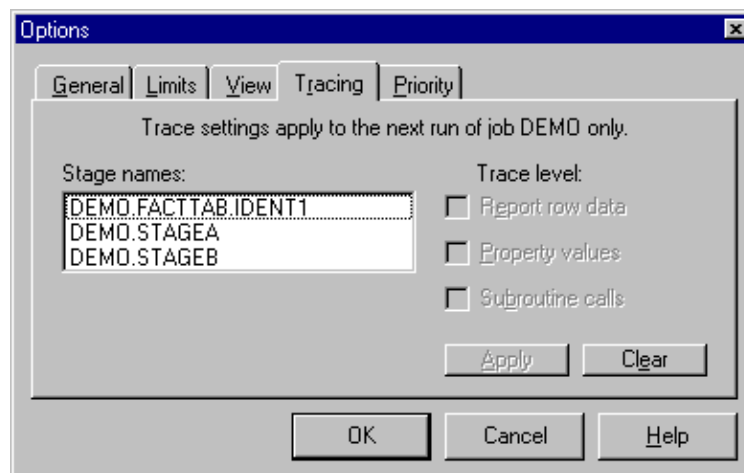 Options
General Limits View Tracing Priority
Trace settings apply to the next run of job DEMO only.
Stage names:
DEMO.FACTTAB.IDENT1
DEMO.STAGEA
DEMO.STAGEB
Trace level:
Report row data
Property values
Subroutine calls
Apply Clear
OK Cancel Help